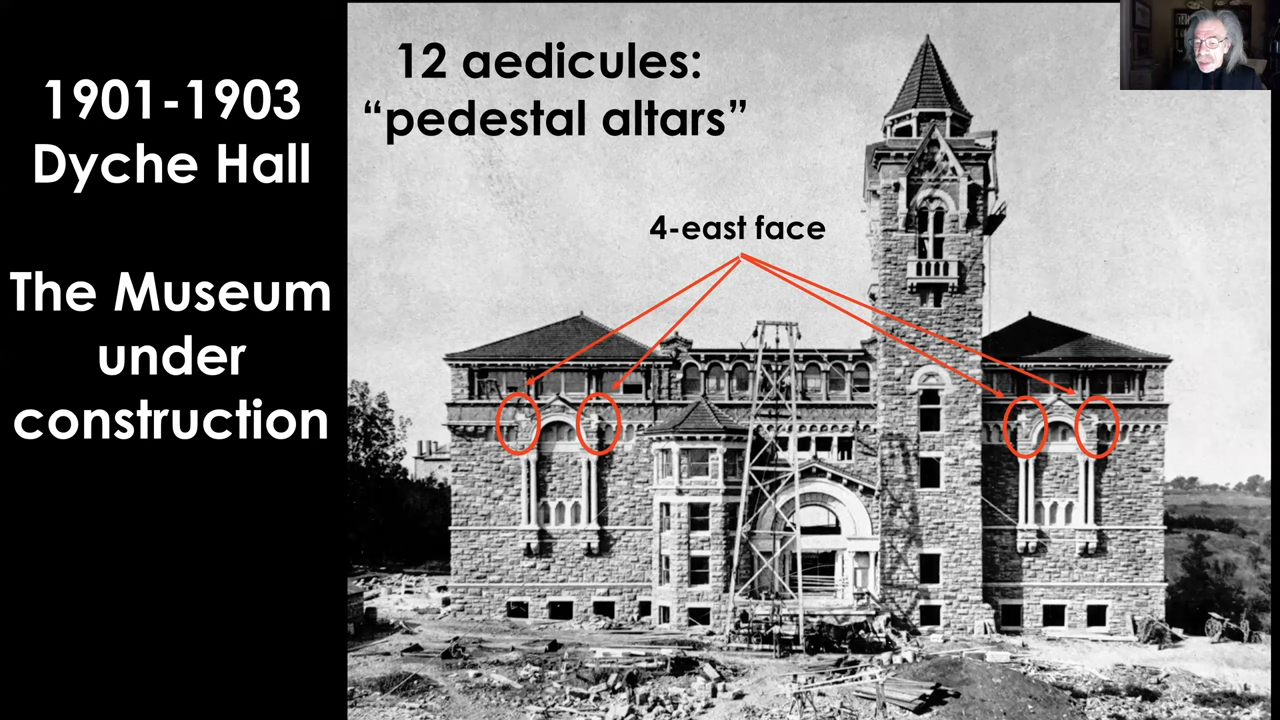 1901-1903
Dyche Hall
The Museum
under
construction
12 aedicules:
“pedestal altars”
4-east face